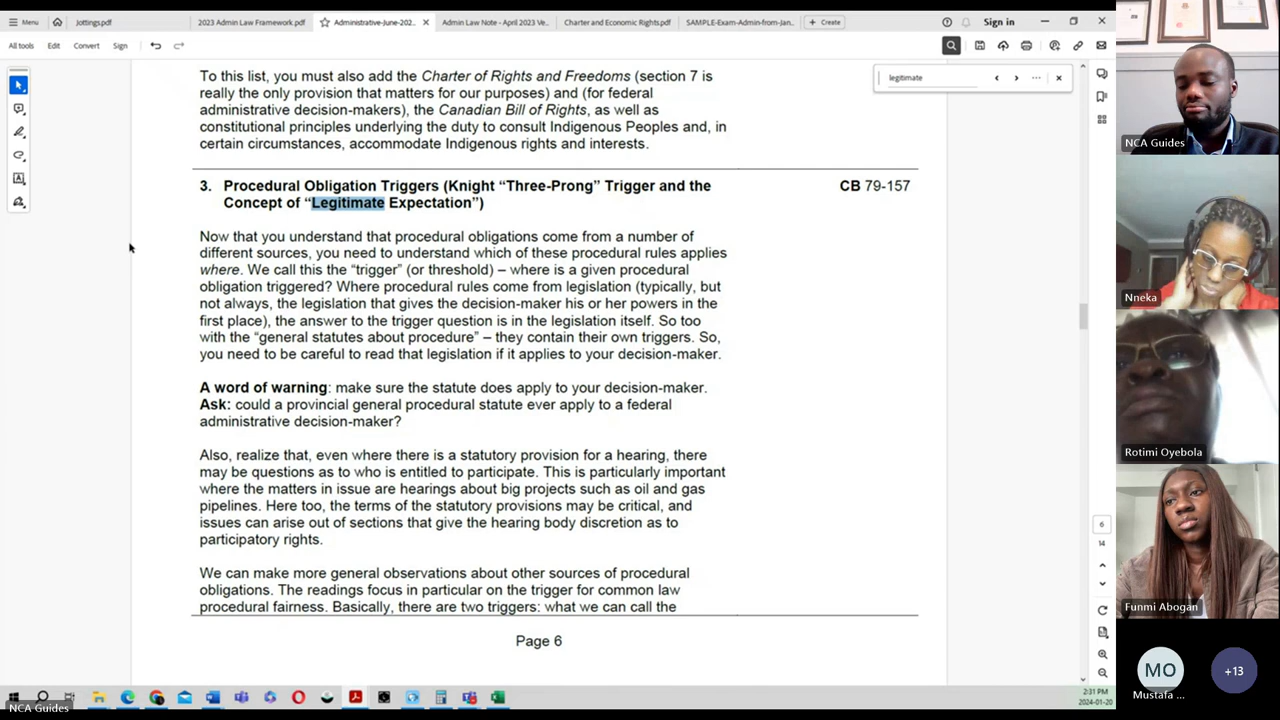 Menu
Jottings.pdf
2023 Admin Law Framework.pdf
Administrative-June-202...
Admin Law Note - April 2023 Ve...
Charter and Economic Rights.pdf
SAMPLE-Exam-Admin-from-Jan...
Create
Sign in
All tools Edit Convert Sign
legitimate
To this list, you must also add the Charter of Rights and Freedoms (section 7 is
really the only provision that matters for our purposes) and (for federal
administrative decision-makers), the Canadian Bill of Rights, as well as
constitutional principles underlying the duty to consult Indigenous Peoples and, in
certain circumstances, accommodate Indigenous rights and interests.
3. Procedural Obligation Triggers (Knight “Three-Prong” Trigger and the CB 79-157
Concept of “Legitimate Expectation”)
Now that you understand that procedural obligations come from a number of
different sources, you need to understand which of these procedural rules applies
where. We call this the “trigger” (or threshold) – where is a given procedural
obligation triggered? Where procedural rules come from legislation (typically, but
not always, the legislation that gives the decision-maker his or her powers in the
first place), the answer to the trigger question is in the legislation itself. So too
with the “general statutes about procedure” – they contain their own triggers. So,
you need to be careful to read that legislation if it applies to your decision-maker.
A word of warning: make sure the statute does apply to your decision-maker.
Ask: could a provincial general procedural statute ever apply to a federal
administrative decision-maker?
Also, realize that, even where there is a statutory provision for a hearing, there
may be questions as to who is entitled to participate. This is particularly important
where the matters in issue are hearings about big projects such as oil and gas
pipelines. Here too, the terms of the statutory provisions may be critical, and
issues can arise out of sections that give the hearing body discretion as to
participatory rights.
We can make more general observations about other sources of procedural
obligations. The readings focus in particular on the trigger for common law
procedural fairness. Basically, there are two triggers: what we can call the
Page 6
6
14
2:31 PM
2024-01-20
NCA Guides
NCA Guides
Nneka
Rotimi Oyebola
Funmi Abogan
MO
Mustafa ...
+13